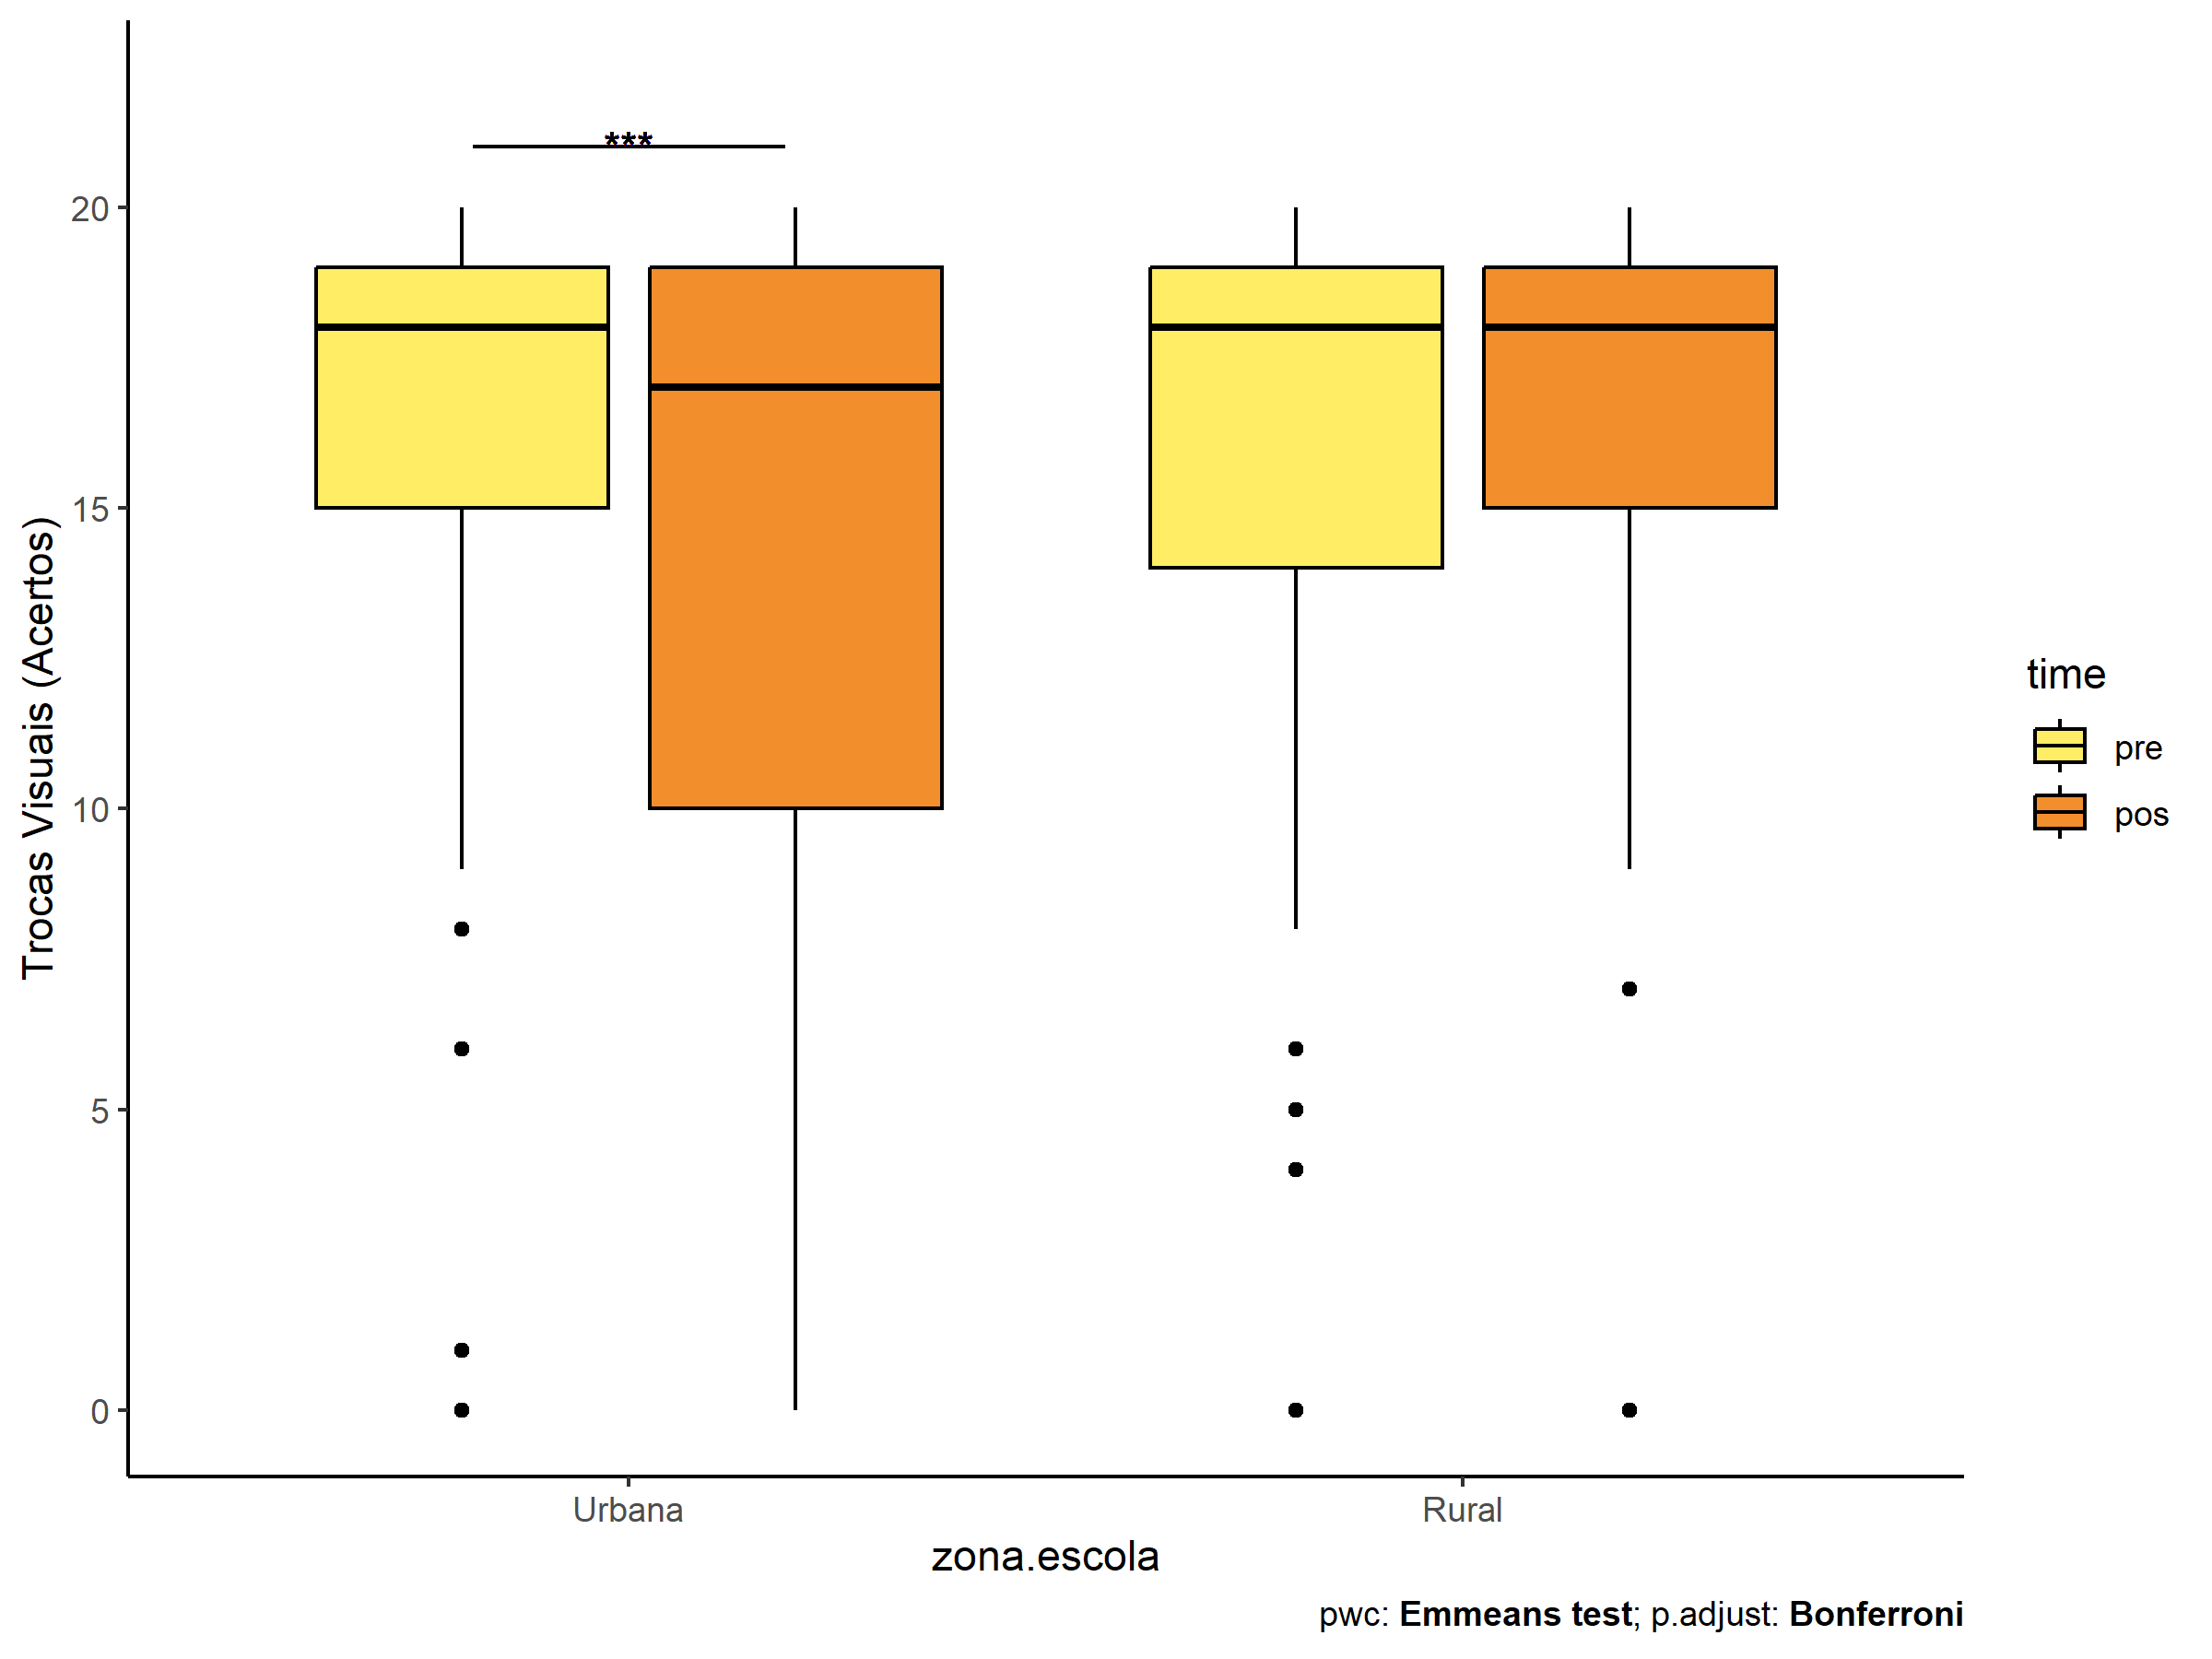 ***
20
15
10
5
0
Trocas Visuais (Acertos)
Urbana
Rural
zona.escola
time
pre
pos
pwc: Emmeans test; p.adjust: Bonferroni